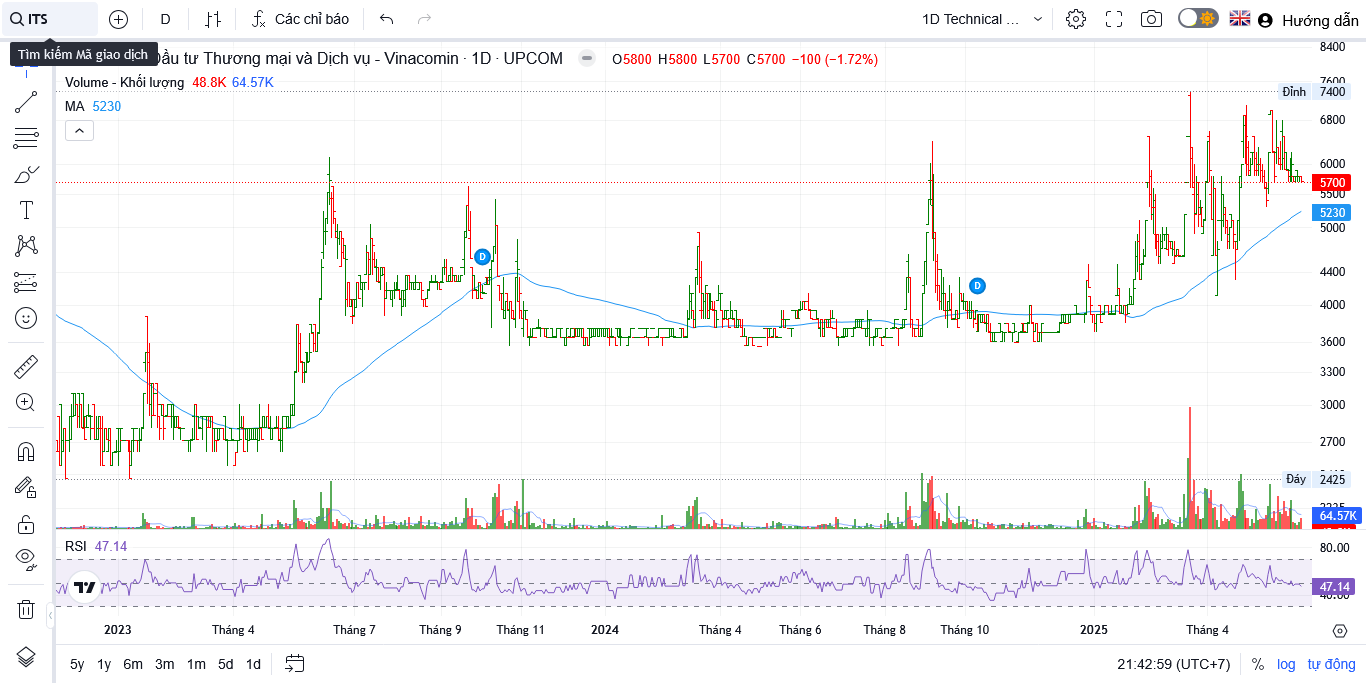 ITS D Các chỉ báo 1D Technical ... Hướng dẫn
Tìm kiếm Mã giao dịch
Đầu tư Thương mại và Dịch vụ - Vinacomin · 1D · UPCOM O5800 H5800 L5700 C5700 −100 (−1.72%)
Volume - Khối lượng 48.8K 64.57K
MA 5230
8400
7600
Đỉnh 7400
6800
6000
5700
5500
5230
5000
D
D
4400
4000
3600
3300
3000
2700
Đáy 2425
64.57K
RSI 47.14
80.00
47.14
40.00
2023 Tháng 4 Tháng 7 Tháng 9 Tháng 11 2024 Tháng 4 Tháng 6 Tháng 8 Tháng 10 2025 Tháng 4
5y 1y 6m 3m 1m 5d 1d 21:42:59 (UTC+7) % log tự động